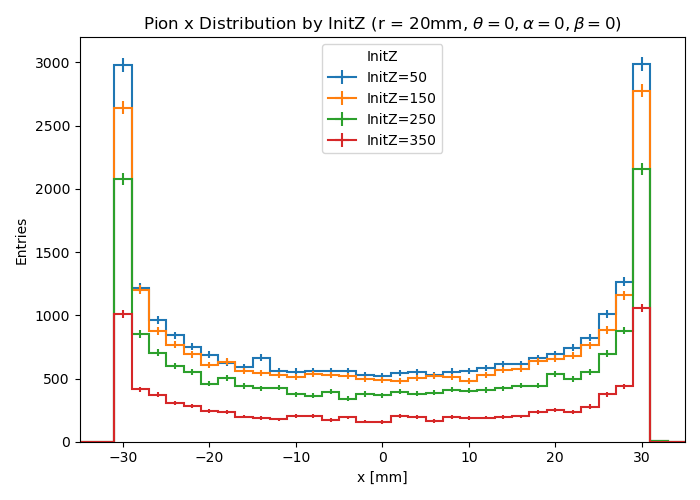 Pion x Distribution by InitZ (r = 20mm, θ = 0, α = 0, β = 0)
InitZ
InitZ=50
InitZ=150
InitZ=250
InitZ=350
Entries
3000
2500
2000
1500
1000
500
0
−30 −20 −10 0 10 20 30
x [mm]